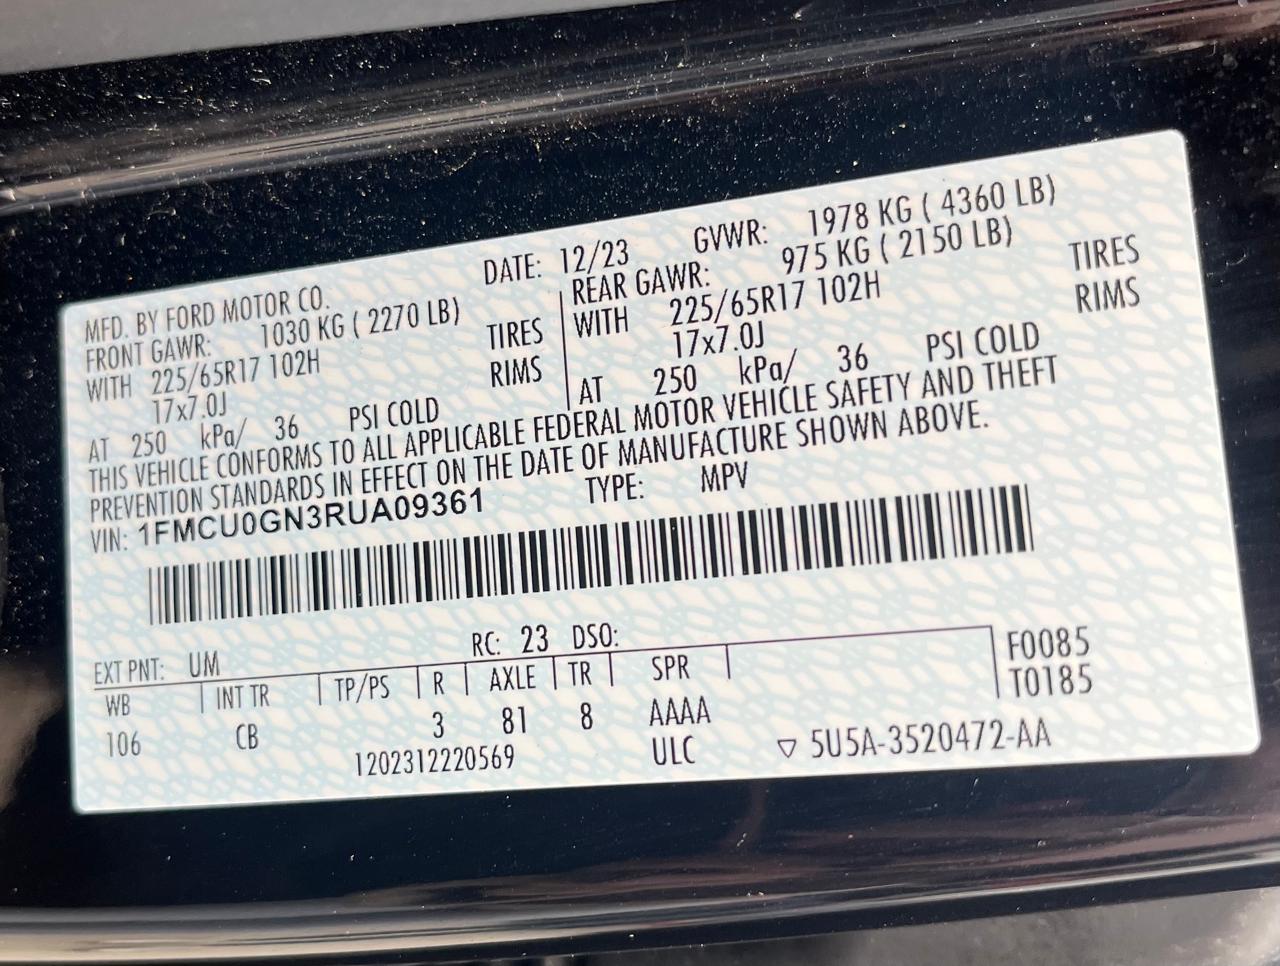 MFD. BY FORD MOTOR CO. DATE: 12/23 GVWR: 1978 KG ( 4360 LB)
FRONT GAWR: 1030 KG ( 2270 LB) REAR GAWR: 975 KG ( 2150 LB)
WITH 225/65R17 102H TIRES WITH 225/65R17 102H TIRES
17x7.0J RIMS 17x7.0J RIMS
AT 250 kPa/ 36 PSI COLD AT 250 kPa/ 36 PSI COLD
THIS VEHICLE CONFORMS TO ALL APPLICABLE FEDERAL MOTOR VEHICLE SAFETY AND THEFT
PREVENTION STANDARDS IN EFFECT ON THE DATE OF MANUFACTURE SHOWN ABOVE.
VIN: 1FMCU0GN3RUA09361 TYPE: MPV
EXT PNT: UM RC: 23 DSO:
WB INT TR TP/PS R AXLE TR SPR F0085
106 CB 3 81 8 AAAA T0185
1202312220569 ULC ▽ 5U5A-3520472-AA